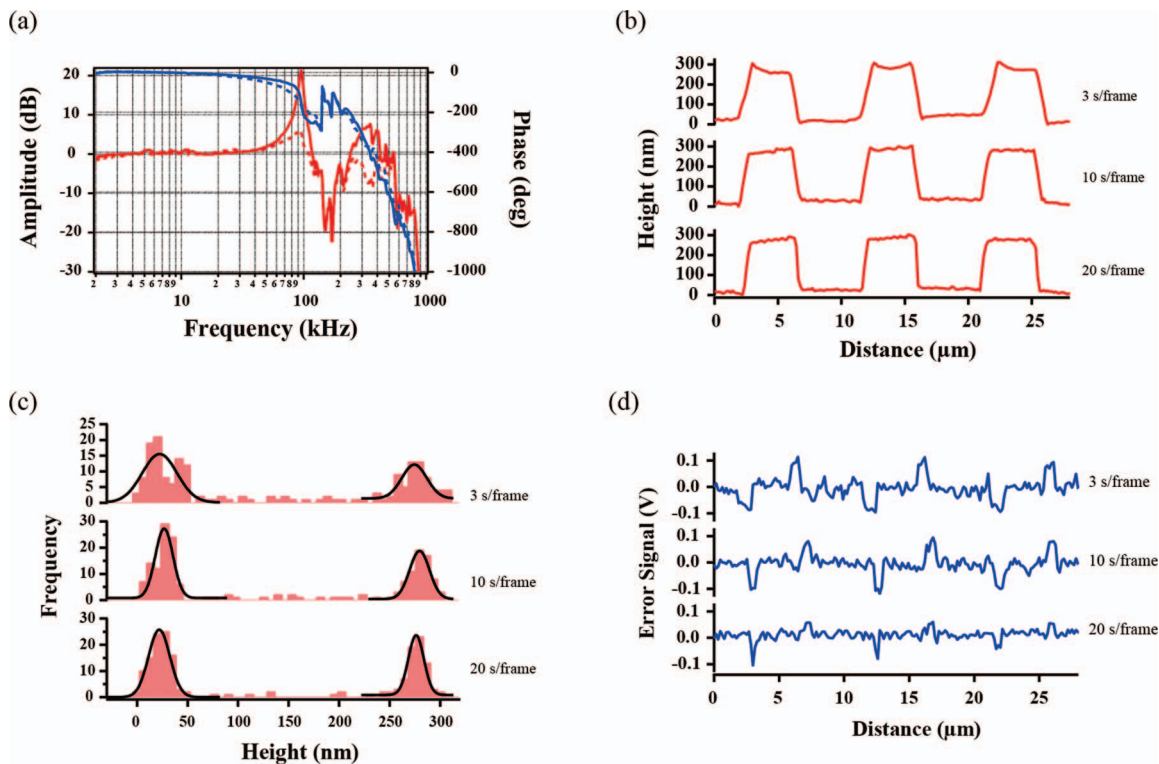 (a)
Amplitude (dB)
20
10
0
-10
-20
-30
0
-200
-400
-600
-800
-1000
Phase (deg)
2 3 4 5 6 7 8 9 2 3 4 5 6 7 8 9 2 3 4 5 6 7 8 9
10 100 1000
Frequency (kHz)
(b)
Height (nm)
300
200
100
0
3 s/frame
300
200
100
0
10 s/frame
300
200
100
0
20 s/frame
0 5 10 15 20 25
Distance (µm)
(c)
Frequency
25
20
15
10
5
0
3 s/frame
30
20
10
0
10 s/frame
30
20
10
0
20 s/frame
0 50 100 150 200 250 300
Height (nm)
(d)
Error Signal (V)
0.1
0.0
-0.1
3 s/frame
0.1
0.0
-0.1
10 s/frame
0.1
0.0
-0.1
20 s/frame
0 5 10 15 20 25
Distance (µm)